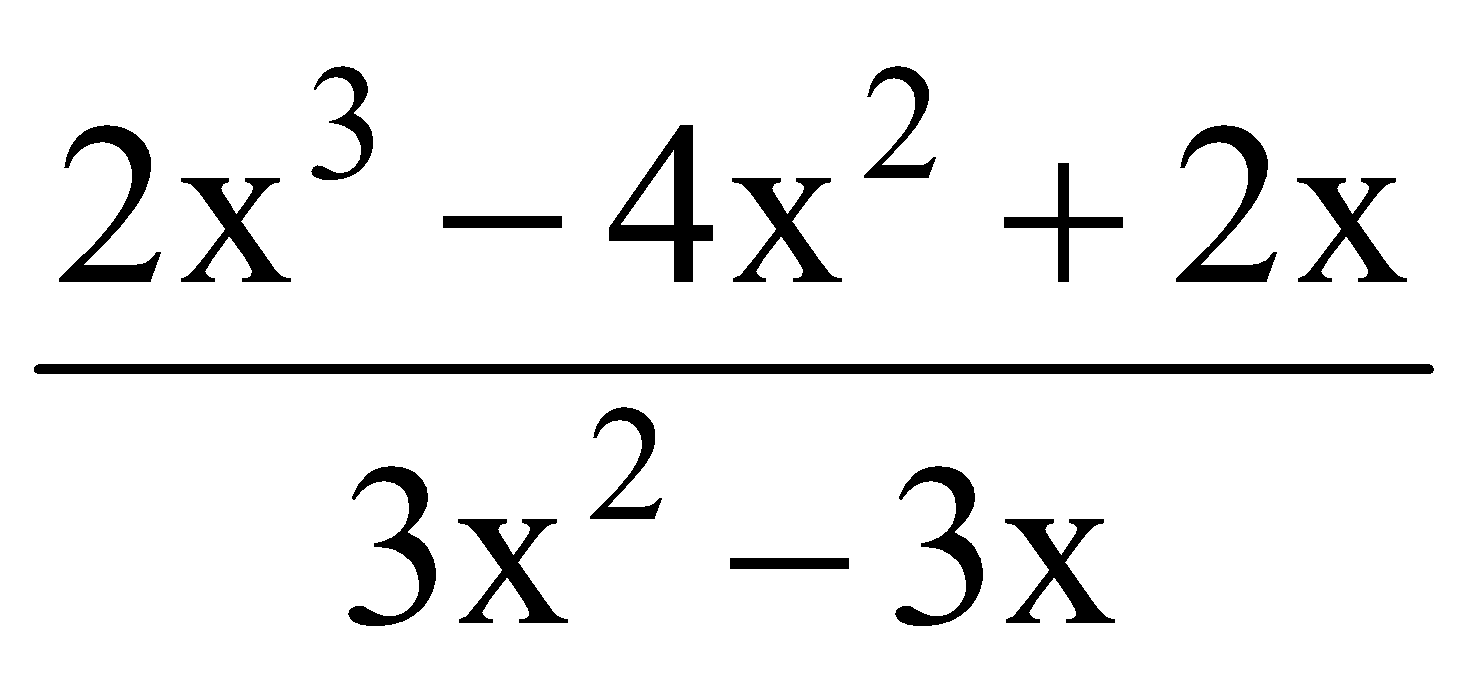 2x³ − 4x² + 2x
3x² − 3x